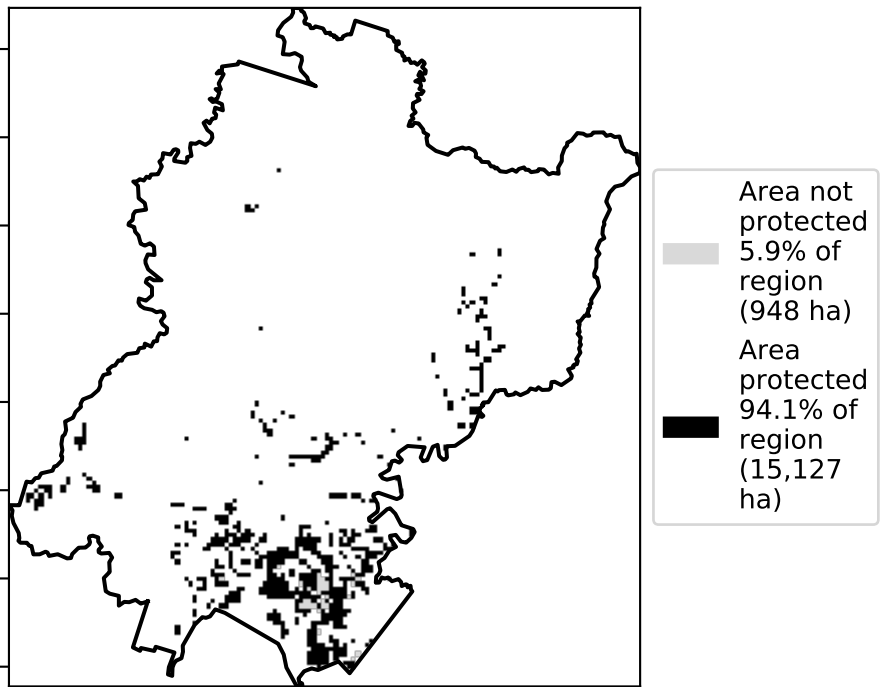 Area not
protected
5.9% of
region
(948 ha)
Area
protected
94.1% of
region
(15,127
ha)